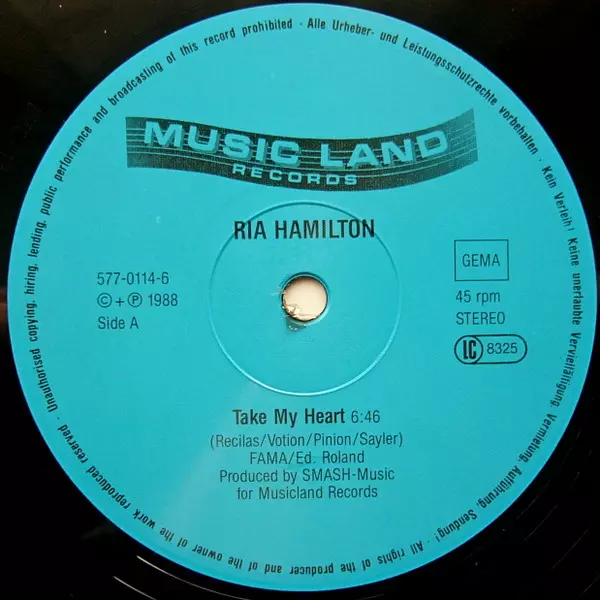 Unauthorised copying, hiring, lending, public performance and broadcasting of this record prohibited · Alle Urheber- und Leistungsschutzrechte vorbehalten · Kein Verleih! Keine unerlaubte Vervielfältigung, Vermietung, Aufführung, Sendung! · All rights of the producer and of the owner of the work reproduced reserved ·
MUSIC LAND
RECORDS
RIA HAMILTON
577-0114-6
© + ℗ 1988
Side A
GEMA
45 rpm
STEREO
LC 8325
Take My Heart 6:46
(Recilas/Votion/Pinion/Sayler)
FAMA/Ed. Roland
Produced by SMASH-Music
for Musicland Records